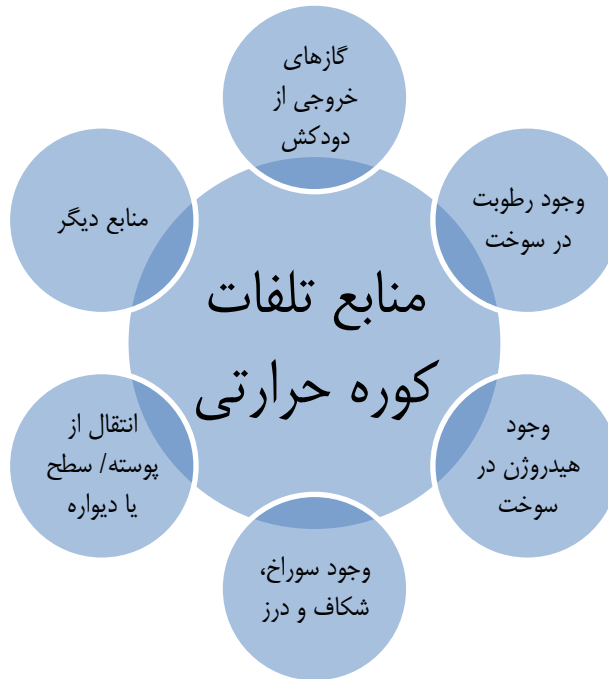 گازهای
خروجی از
دودکش
وجود رطوبت
در سوخت
وجود
هیدروژن در
سوخت
وجود سوراخ،
شکاف و درز
انتقال از
پوسته/ سطح
یا دیواره
منابع دیگر
منابع تلفات
کوره حرارتی